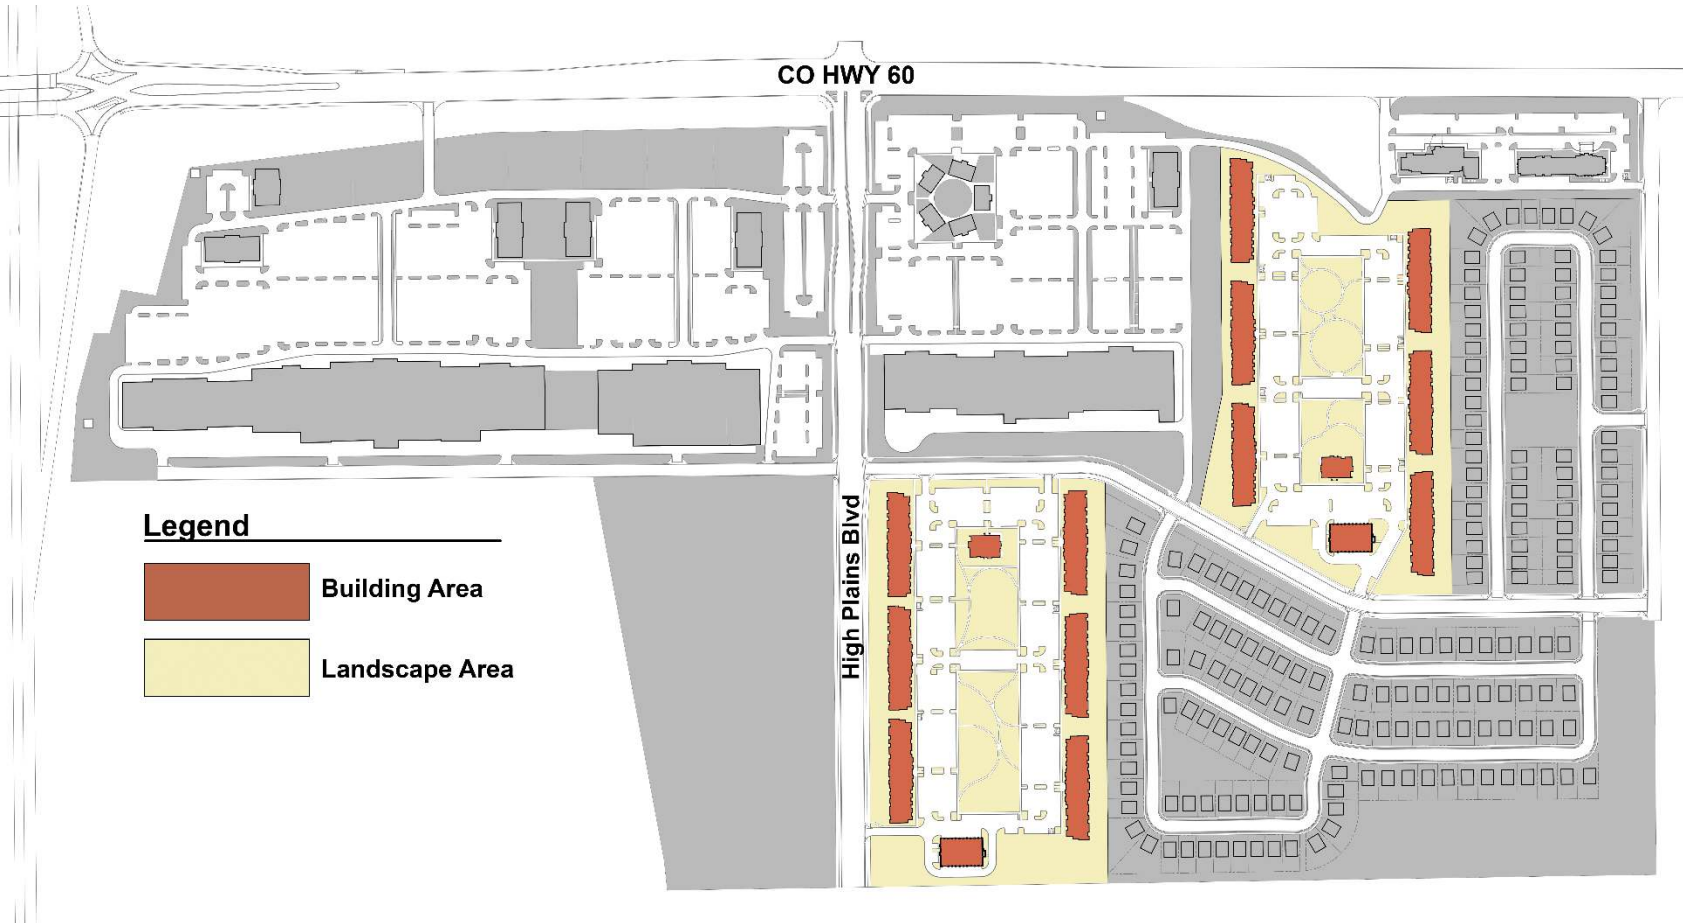 CO HWY 60
High Plains Blvd
Legend
Building Area
Landscape Area